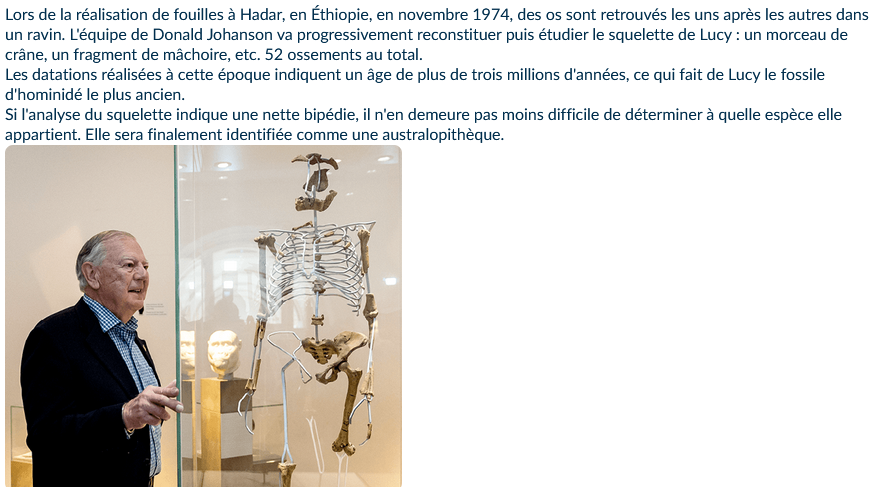 Lors de la réalisation de fouilles à Hadar, en Éthiopie, en novembre 1974, des os sont retrouvés les uns après les autres dans
un ravin. L'équipe de Donald Johanson va progressivement reconstituer puis étudier le squelette de Lucy : un morceau de
crâne, un fragment de mâchoire, etc. 52 ossements au total.
Les datations réalisées à cette époque indiquent un âge de plus de trois millions d'années, ce qui fait de Lucy le fossile
d'hominidé le plus ancien.
Si l'analyse du squelette indique une nette bipédie, il n'en demeure pas moins difficile de déterminer à quelle espèce elle
appartient. Elle sera finalement identifiée comme une australopithèque.